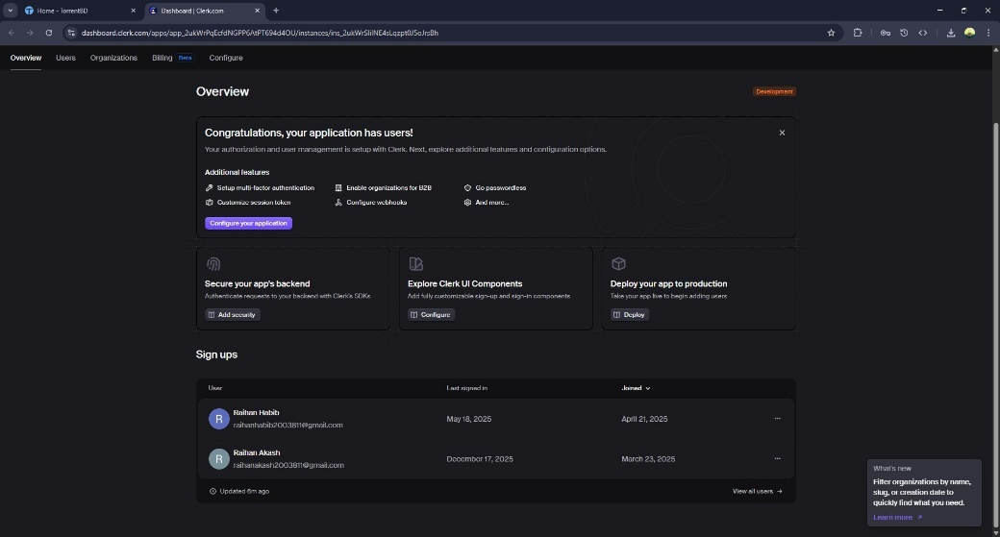 Home - TorrentBD
Dashboard | Clerk.com
dashboard.clerk.com/apps/app_2ukWrPqEcfdNGPP6AtPT694d4OU/instances/ins_2ukWrSliINE4sLqzpt0J5oJrsBh
Overview Users Organizations Billing Beta Configure
Overview
Development
Congratulations, your application has users!
Your authorization and user management is setup with Clerk. Next, explore additional features and configuration options.
Additional features
Setup multi-factor authentication Enable organizations for B2B Go passwordless
Customize session token Configure webhooks And more...
Configure your application
Secure your app's backend
Authenticate requests to your backend with Clerk's SDKs
Add security
Explore Clerk UI Components
Add fully customizable sign-up and sign-in components
Configure
Deploy your app to production
Take your app live to begin adding users
Deploy
Sign ups
User Last signed in Joined
R Raihan Habib
raihanhabib2003811@gmail.com
May 18, 2025 April 21, 2025
R Raihan Akash
raihanakash2003811@gmail.com
December 17, 2025 March 23, 2025
Updated 6m ago
View all users
What's new
Filter organizations by name,
slug, or creation date to
quickly find what you need.
Learn more